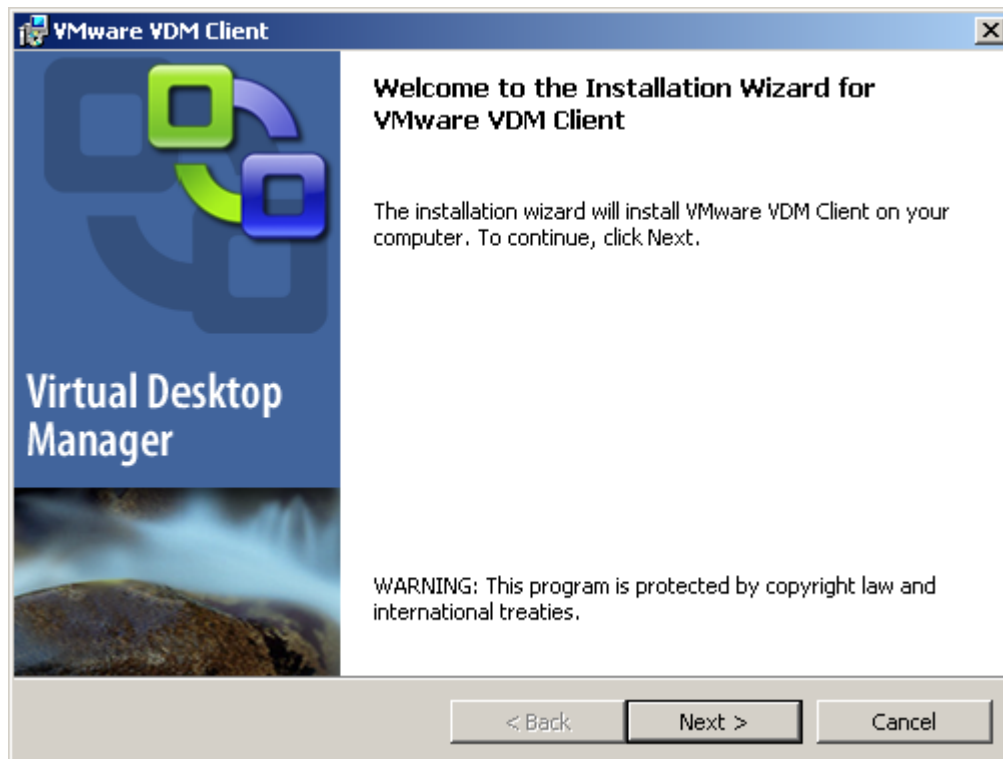 VMware VDM Client
Welcome to the Installation Wizard for
VMware VDM Client
The installation wizard will install VMware VDM Client on your
computer. To continue, click Next.
Virtual Desktop
Manager
WARNING: This program is protected by copyright law and
international treaties.
< Back
Next >
Cancel